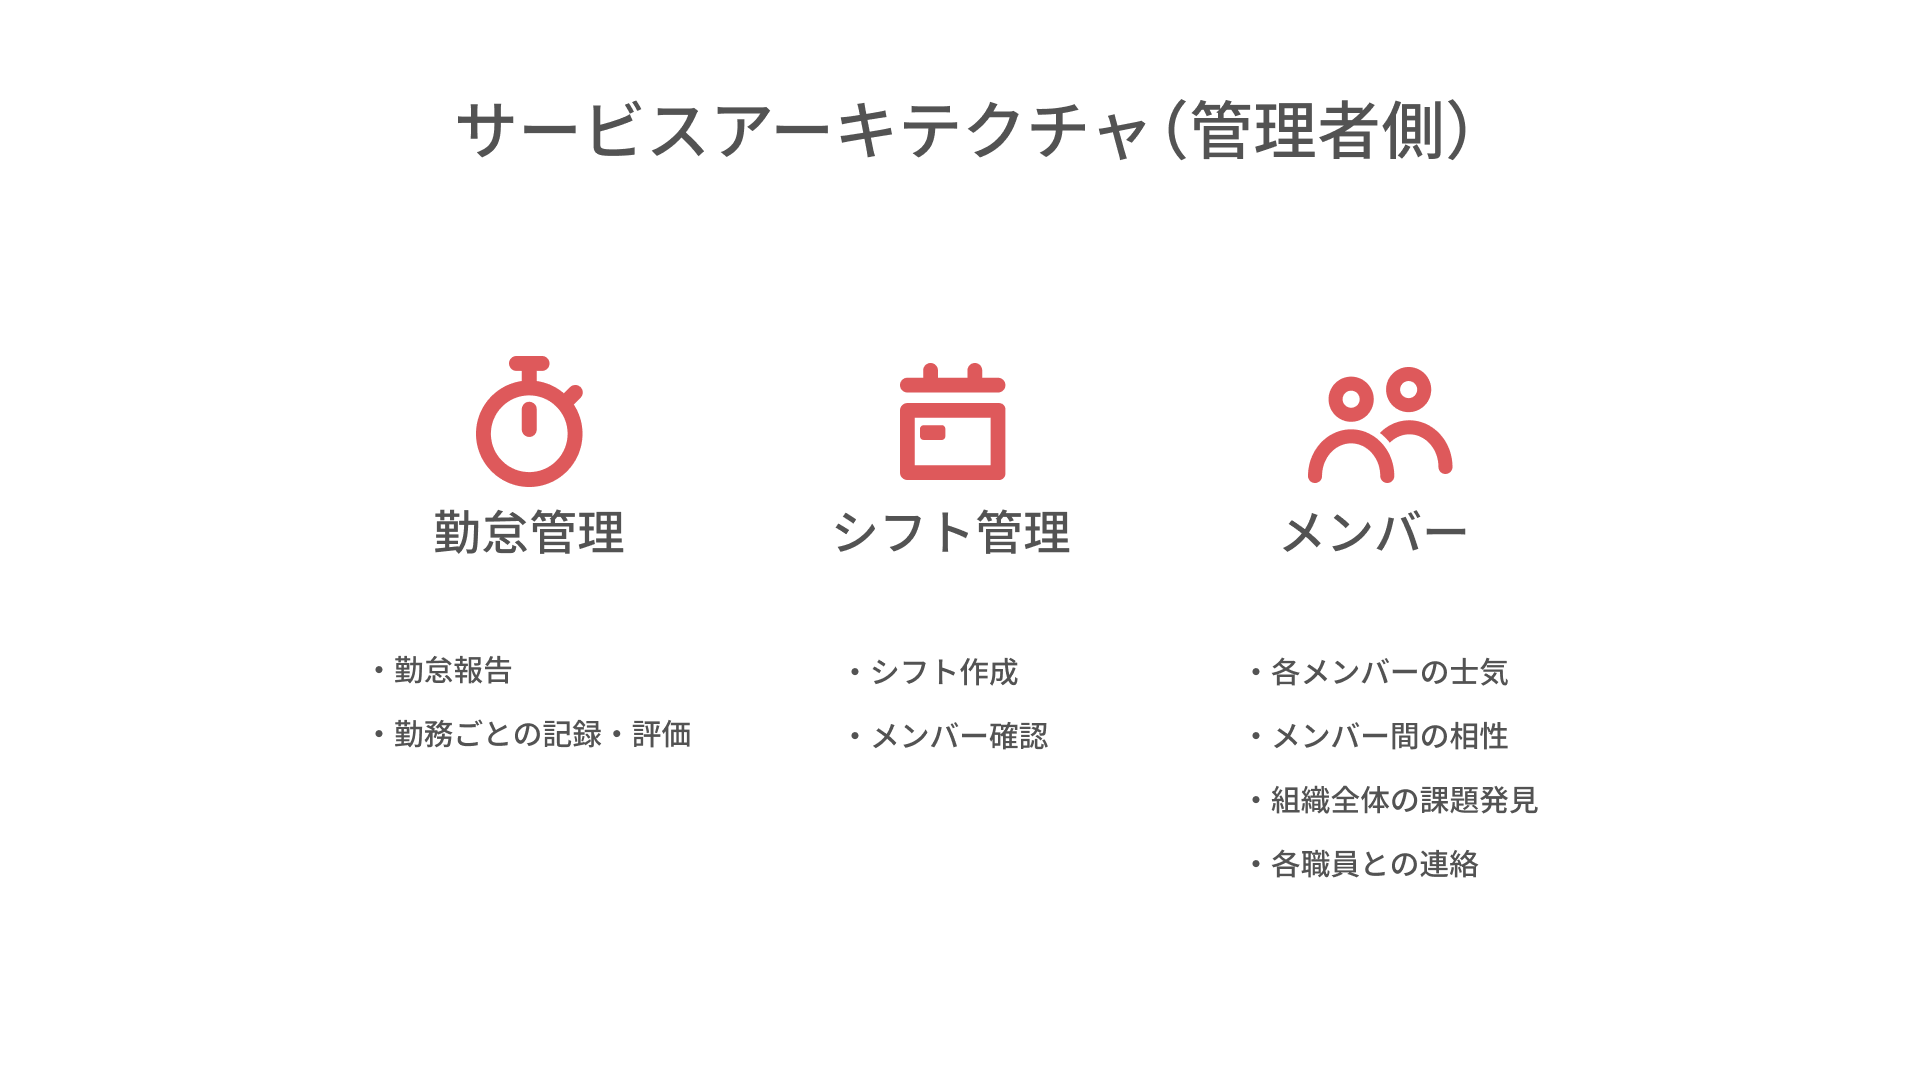 サービスアーキテクチャ（管理者側）
勤怠管理
・勤怠報告
・勤務ごとの記録・評価
シフト管理
・シフト作成
・メンバー確認
メンバー
・各メンバーの士気
・メンバー間の相性
・組織全体の課題発見
・各職員との連絡